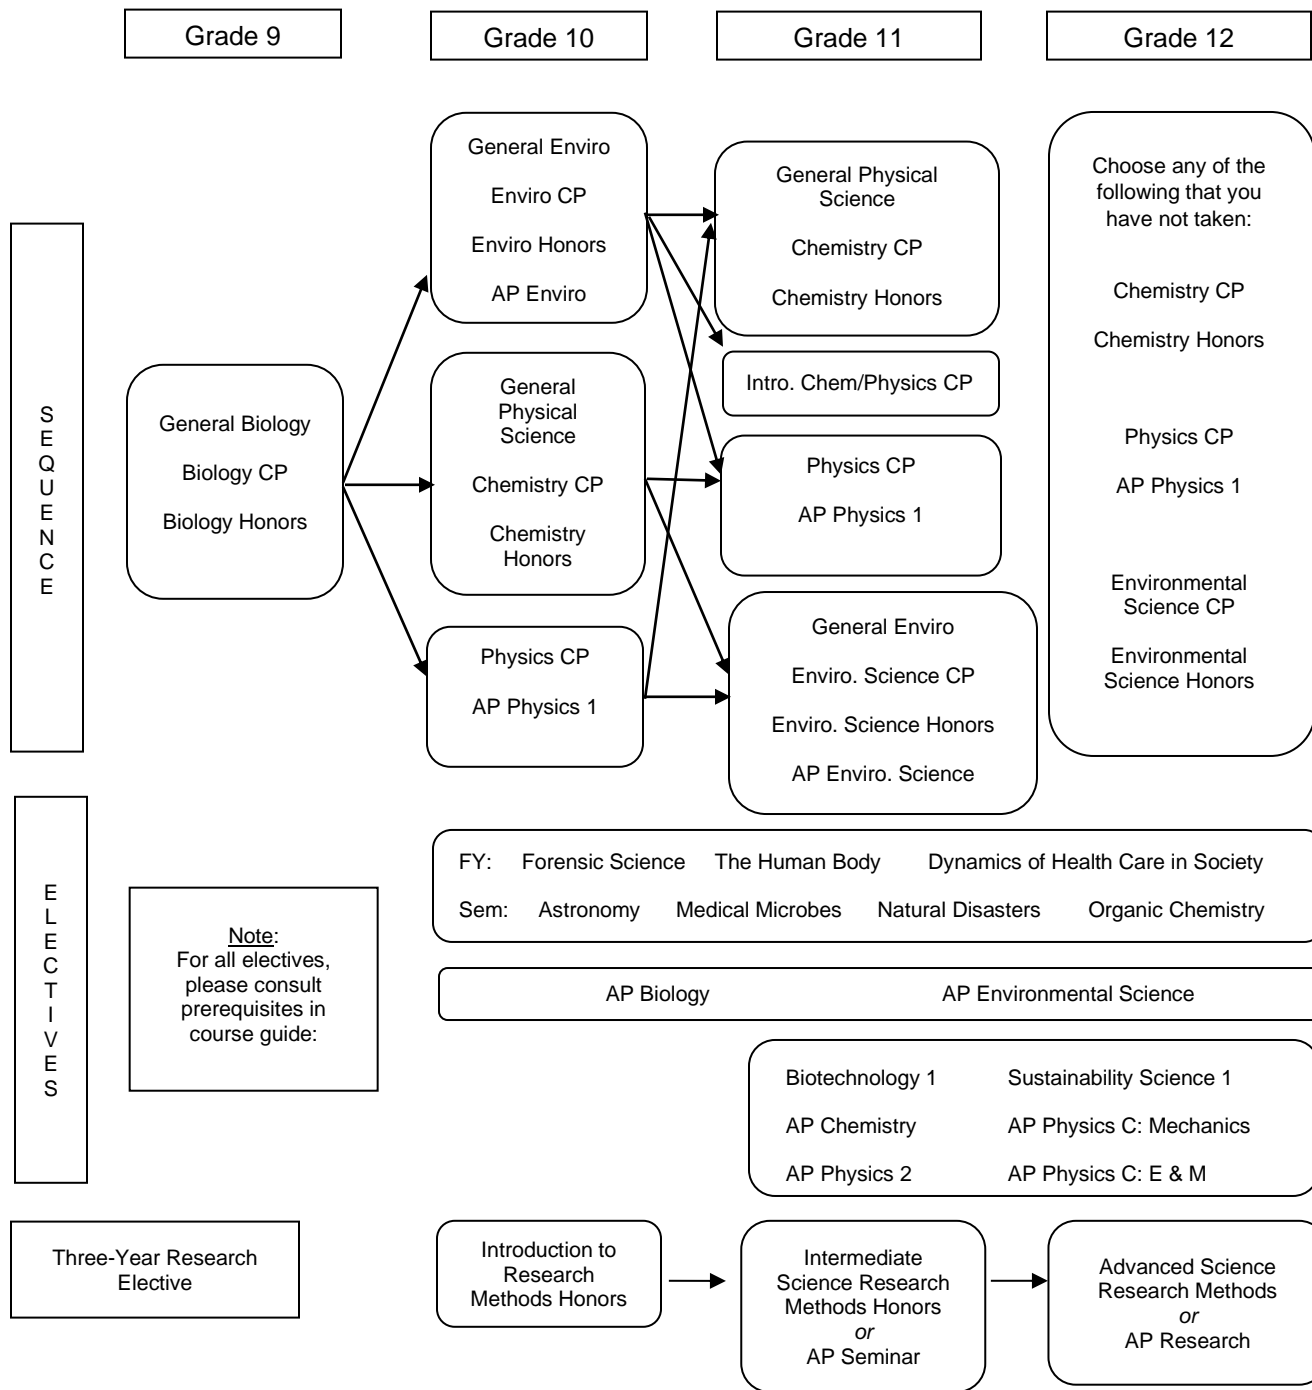 Grade 9
Grade 10
Grade 11
Grade 12
SEQUENCE
General Biology
Biology CP
Biology Honors
General Enviro
Enviro CP
Enviro Honors
AP Enviro
General
Physical
Science
Chemistry CP
Chemistry
Honors
Physics CP
AP Physics 1
General Physical
Science
Chemistry CP
Chemistry Honors
Intro. Chem/Physics CP
Physics CP
AP Physics 1
General Enviro
Enviro. Science CP
Enviro. Science Honors
AP Enviro. Science
Choose any of the
following that you
have not taken:
Chemistry CP
Chemistry Honors
Physics CP
AP Physics 1
Environmental
Science CP
Environmental
Science Honors
ELECTIVES
Note:
For all electives,
please consult
prerequisites in
course guide:
FY: Forensic Science The Human Body Dynamics of Health Care in Society
Sem: Astronomy Medical Microbes Natural Disasters Organic Chemistry
AP Biology AP Environmental Science
Biotechnology 1 Sustainability Science 1
AP Chemistry AP Physics C: Mechanics
AP Physics 2 AP Physics C: E & M
Three-Year Research
Elective
Introduction to
Research
Methods Honors
Intermediate
Science Research
Methods Honors
or
AP Seminar
Advanced Science
Research Methods
or
AP Research